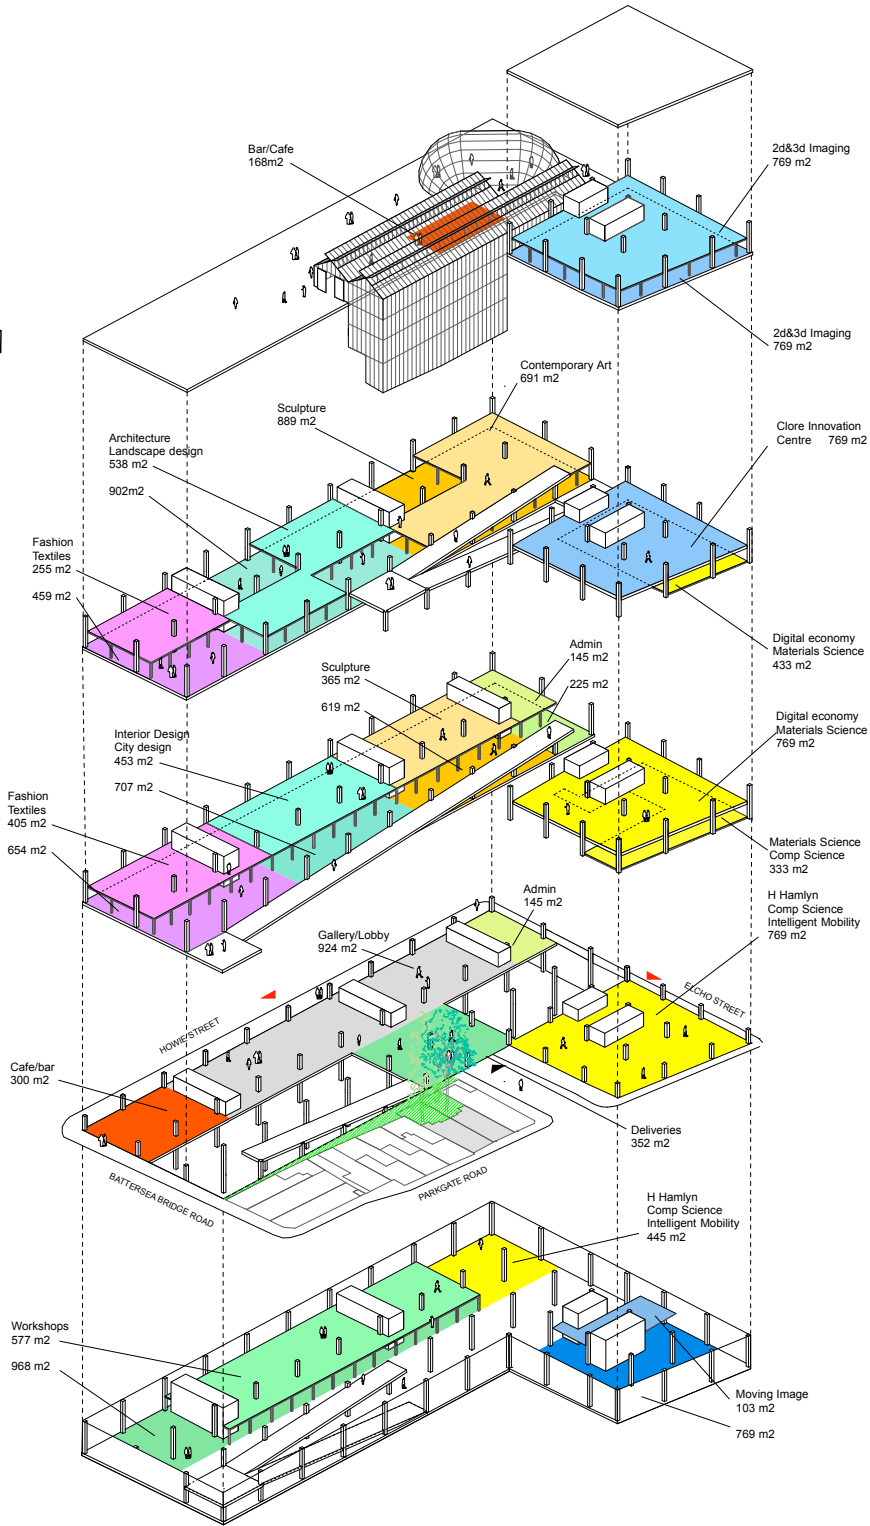 Bar/Cafe
168m2
2d&3d Imaging
769 m2
2d&3d Imaging
769 m2
Contemporary Art
691 m2
Sculpture
889 m2
Architecture
Landscape design
538 m2
902m2
Clore Innovation
Centre 769 m2
Fashion
Textiles
255 m2
459 m2
Digital economy
Materials Science
433 m2
Admin
145 m2
225 m2
Sculpture
365 m2
619 m2
Interior Design
City design
453 m2
707 m2
Digital economy
Materials Science
769 m2
Fashion
Textiles
405 m2
654 m2
Materials Science
Comp Science
333 m2
Admin
145 m2
H Hamlyn
Comp Science
Intelligent Mobility
769 m2
Gallery/Lobby
924 m2
ELCHO STREET
HOWIE STREET
Cafe/bar
300 m2
Deliveries
352 m2
BATTERSEA BRIDGE ROAD
PARKGATE ROAD
H Hamlyn
Comp Science
Intelligent Mobility
445 m2
Workshops
577 m2
968 m2
Moving Image
103 m2
769 m2